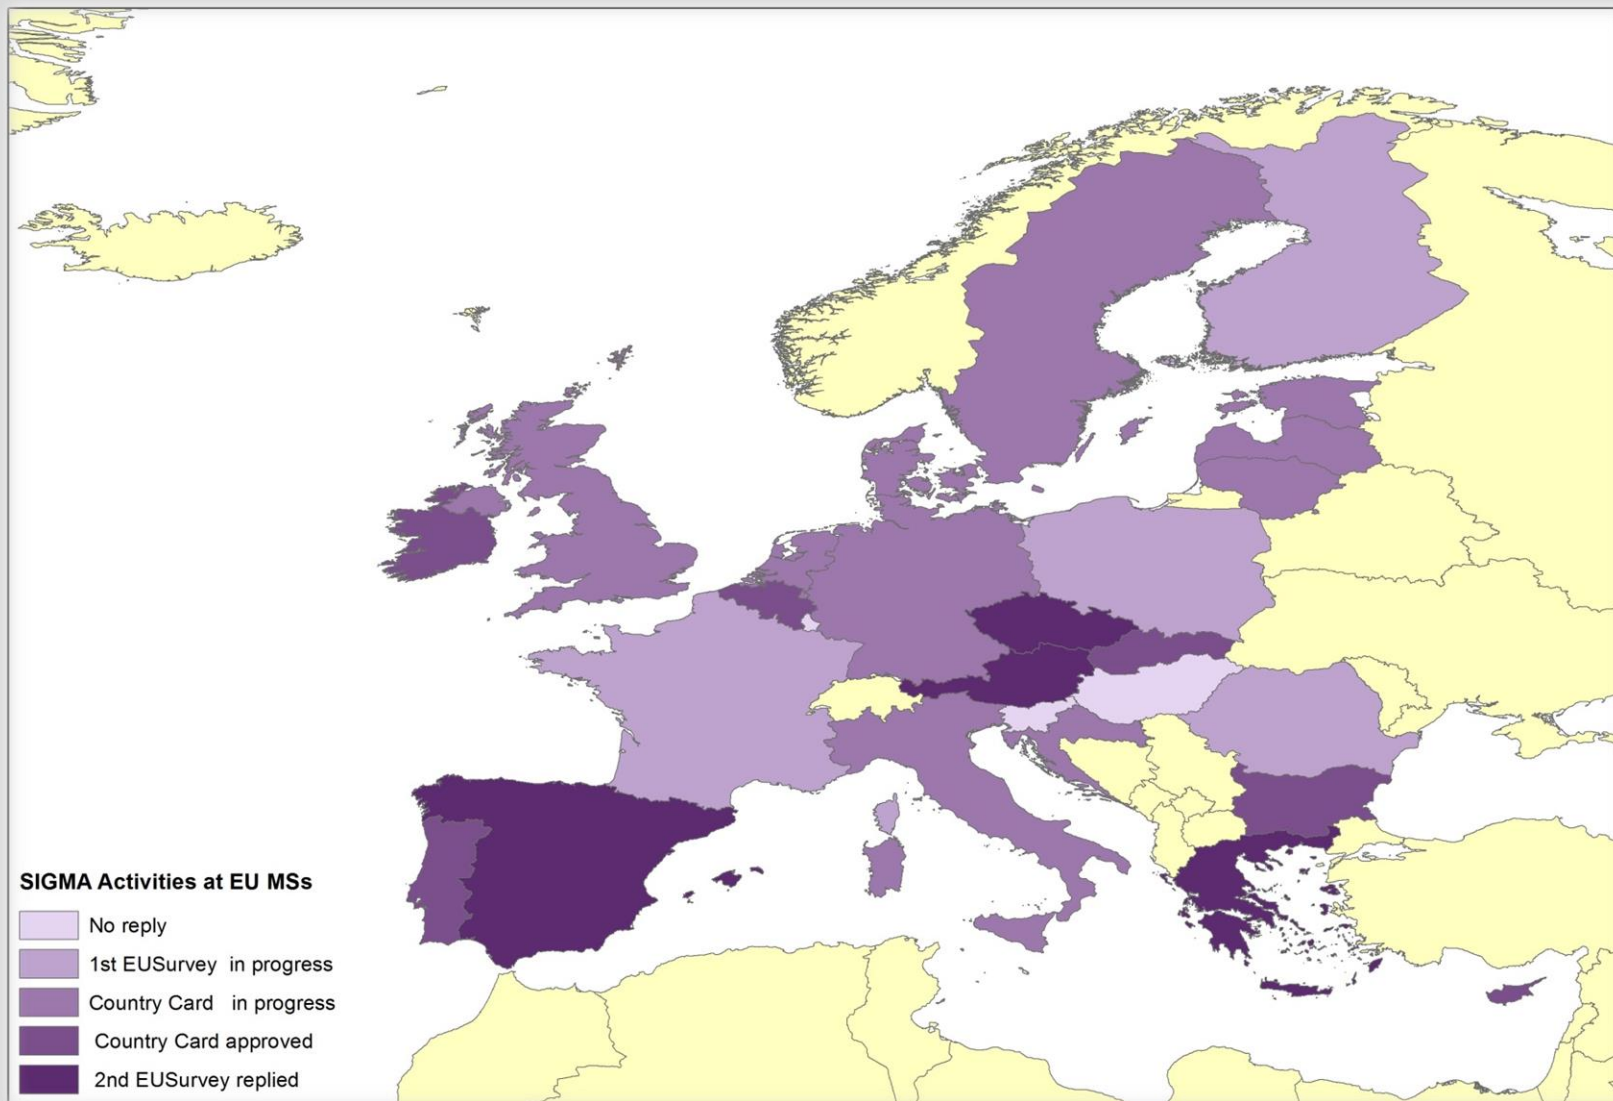 SIGMA Activities at EU MSs
No reply
1st EUSurvey in progress
Country Card in progress
Country Card approved
2nd EUSurvey replied